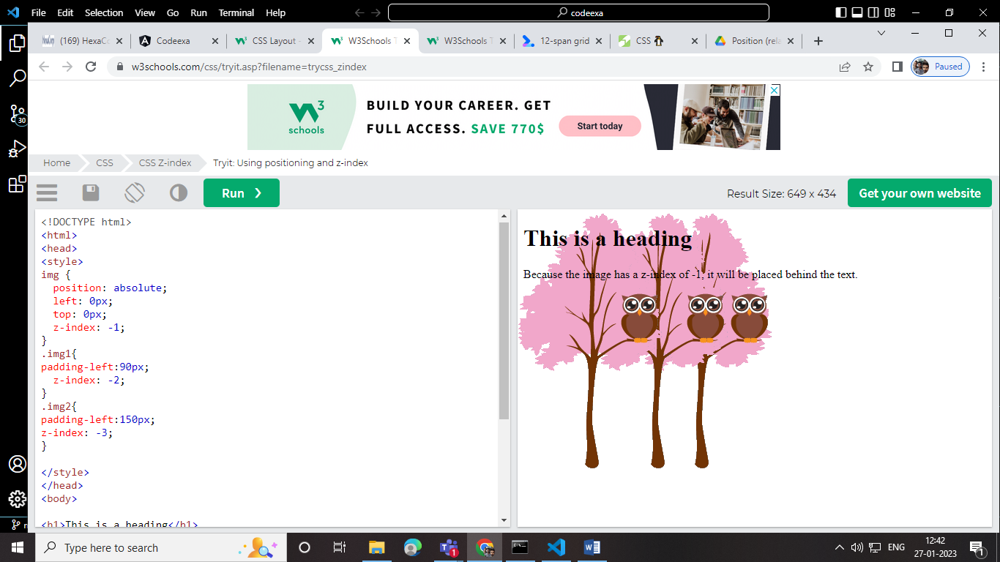 File Edit Selection View Go Run Terminal Help
codeexa
(169) HexaCo
Codeexa
CSS Layout -
W3Schools T
W3Schools T
12-span grid
CSS
Position (rela
w3schools.com/css/tryit.asp?filename=trycss_zindex
Paused
30
W3
schools
BUILD YOUR CAREER. GET
FULL ACCESS. SAVE 770$
Start today
Home CSS CSS Z-index Tryit: Using positioning and z-index
Run ❯
Result Size: 649 x 434
Get your own website
<!DOCTYPE html>
<html>
<head>
<style>
img {
  position: absolute;
  left: 0px;
  top: 0px;
  z-index: -1;
}
.img1{
padding-left:90px;
  z-index: -2;
}
.img2{
padding-left:150px;
z-index: -3;
}
</style>
</head>
<body>
<h1>This is a heading</h1>
This is a heading
Because the image has a z-index of -1, it will be placed behind the text.
Type here to search
1
ENG
12:42
27-01-2023
1